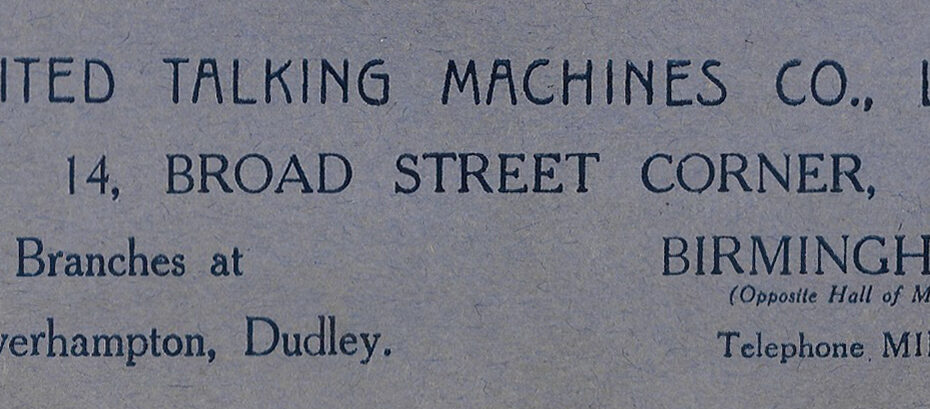 ITED TALKING MACHINES CO., L
14, BROAD STREET CORNER,
Branches at BIRMINGH
(Opposite Hall of M
verhampton, Dudley. Telephone MI